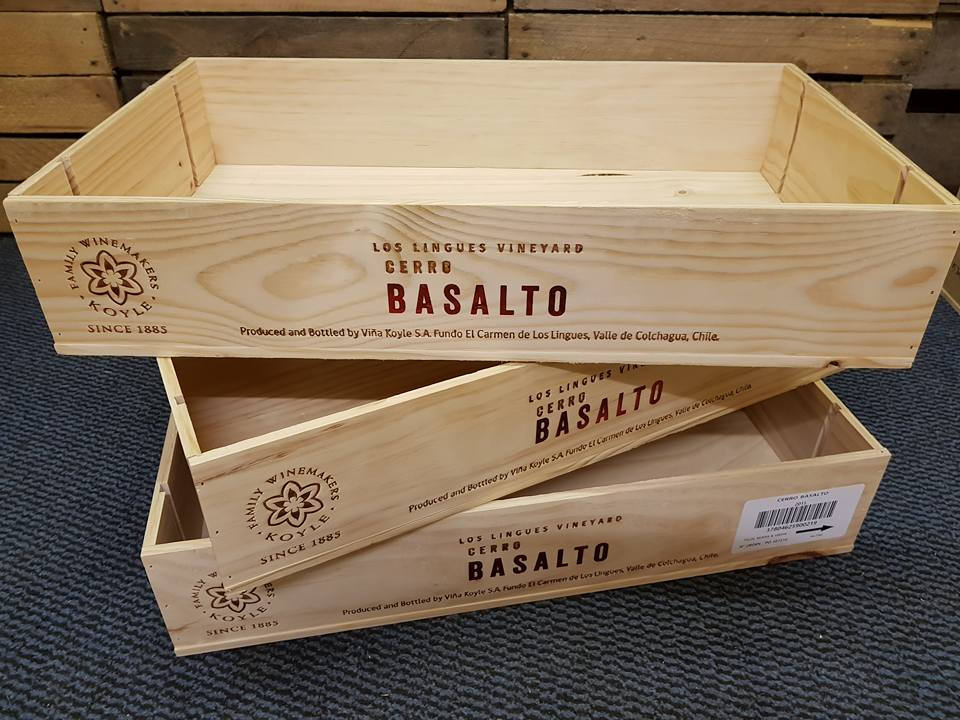 FAMILY WINEMAKERS
KOYLE
SINCE 1885
LOS LINGUES VINEYARD
CERRO
BASALTO
Produced and Bottled by Viña Koyle S.A. Fundo El Carmen de Los Lingues, Valle de Colchagua, Chile.
FAMILY WINEMAKERS
KOYLE
SINCE 1885
LOS LINGUES
CERRO
BASALTO
Produced and Bottled by Viña Koyle S.A. Fundo El Carmen de Los Lingues, Valle de Colchagua, Chile.
FAMILY
KOYLE
SINCE 1885
LOS LINGUES VINEYARD
CERRO
BASALTO
Produced and Bottled by Viña Koyle S.A. Fundo El Carmen de Los Lingues, Valle de Colchagua, Chile.
CERRO BASALTO